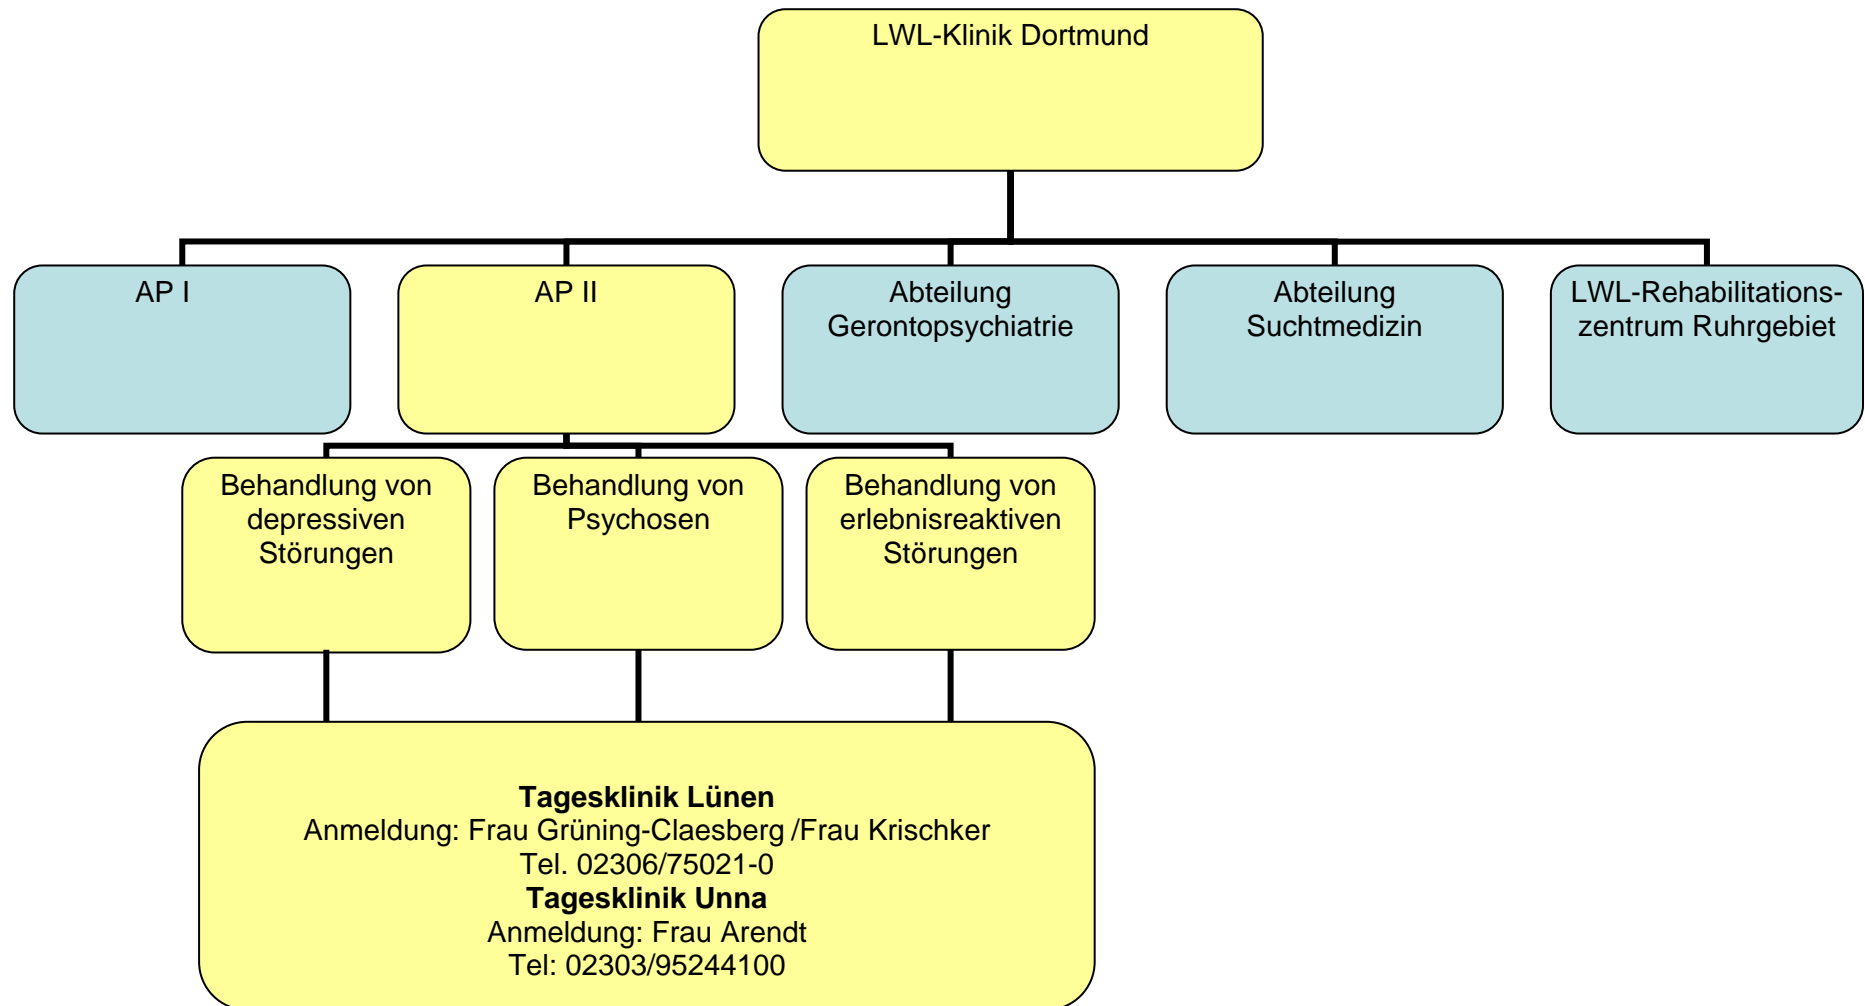 LWL-Klinik Dortmund
AP I
AP II
Abteilung
Gerontopsychiatrie
Abteilung
Suchtmedizin
LWL-Rehabilitations-
zentrum Ruhrgebiet
Behandlung von
depressiven
Störungen
Behandlung von
Psychosen
Behandlung von
erlebnisreaktiven
Störungen
Tagesklinik Lünen
Anmeldung: Frau Grüning-Claesberg /Frau Krischker
Tel. 02306/75021-0
Tagesklinik Unna
Anmeldung: Frau Arendt
Tel: 02303/95244100